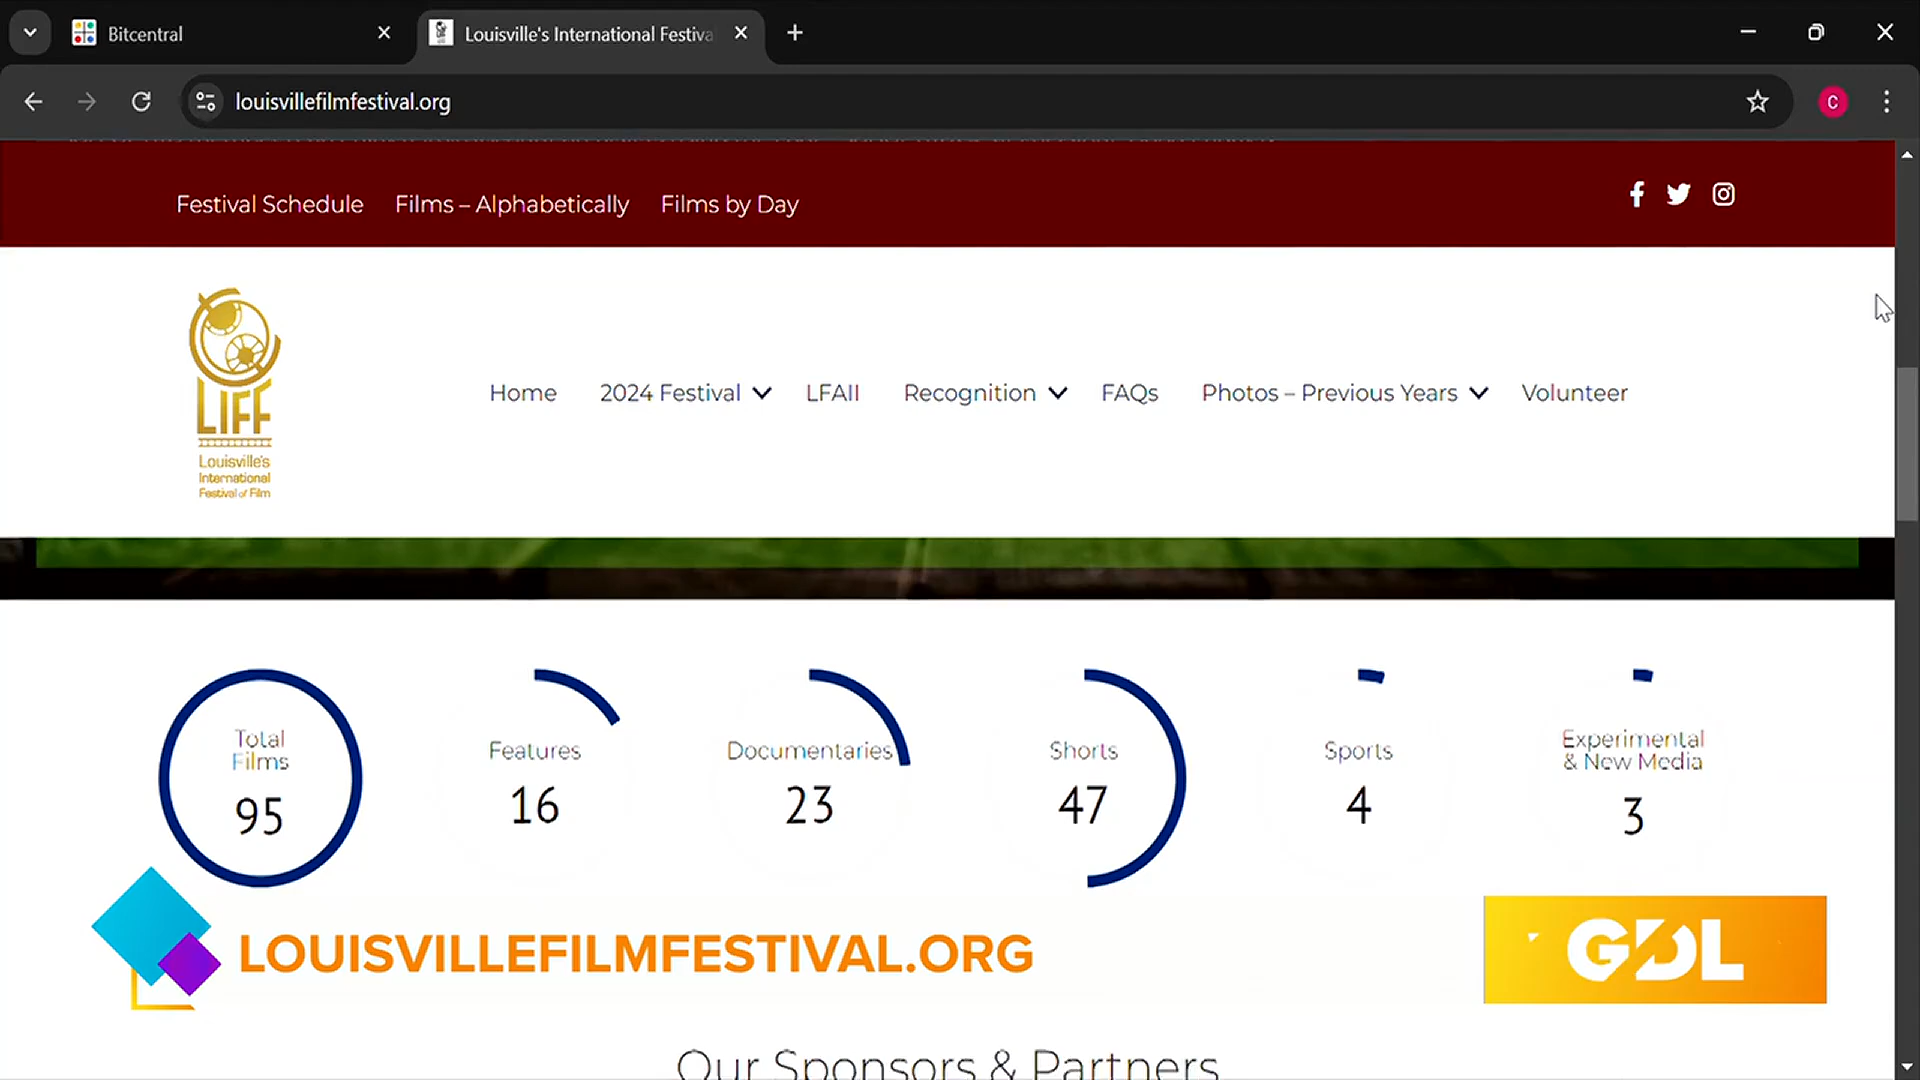 Bitcentral
Louisville's International Festiva
louisvillefilmfestival.org
C
Festival Schedule
Films – Alphabetically
Films by Day
LIFF
Louisville's
International
Festival of Film
Home
2024 Festival
LFAII
Recognition
FAQs
Photos – Previous Years
Volunteer
Total
Films
95
Features
16
Documentaries
23
Shorts
47
Sports
4
Experimental
& New Media
3
LOUISVILLEFILMFESTIVAL.ORG
GDL
Our Sponsors & Partners